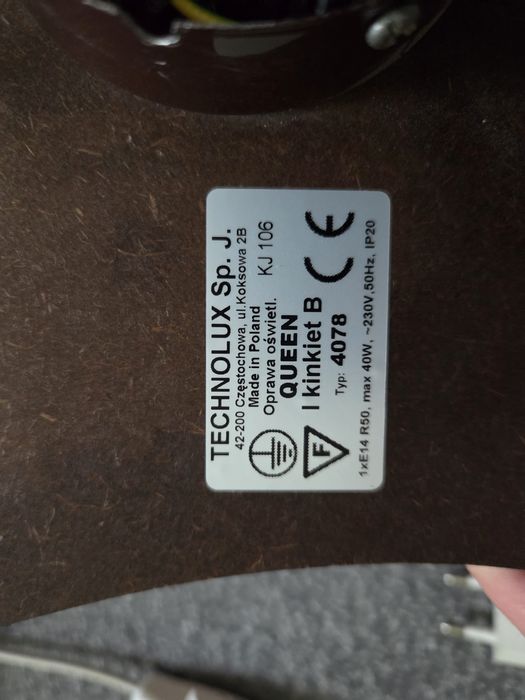 TECHNOLUX Sp. J.
42-200 Częstochowa, ul.Koksowa 2B
Made in Poland
Oprawa oświetl. KJ 106
QUEEN
I kinkiet B
F
Typ: 4078
CE
1xE14 R50, max 40W, ~230V,50Hz, IP20